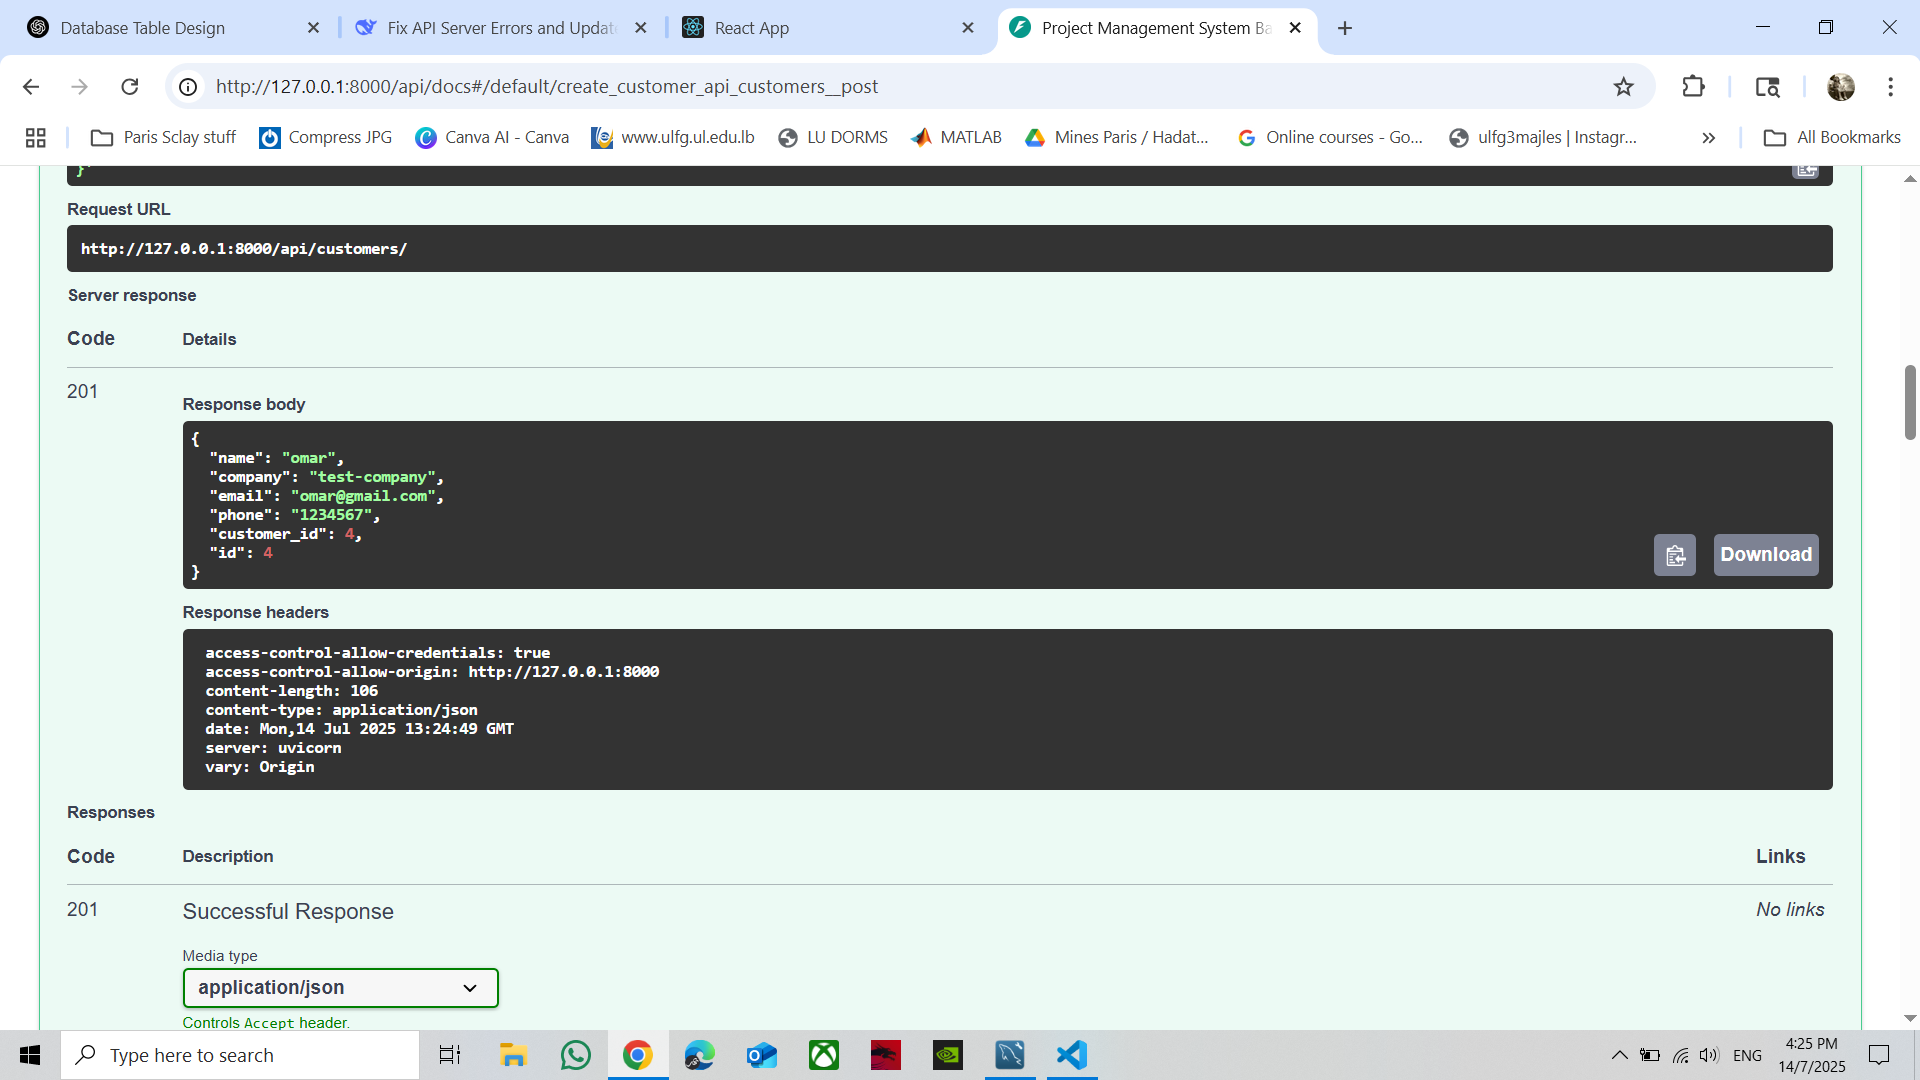 Database Table Design
Fix API Server Errors and Update
React App
Project Management System Ba
http://127.0.0.1:8000/api/docs#/default/create_customer_api_customers__post
Paris Sclay stuff
Compress JPG
Canva AI - Canva
www.ulfg.ul.edu.lb
LU DORMS
MATLAB
Mines Paris / Hadat...
Online courses - Go...
ulfg3majles | Instagr...
All Bookmarks
}'
Request URL
http://127.0.0.1:8000/api/customers/
Server response
Code Details
201
Response body
{
"name": "omar",
"company": "test-company",
"email": "omar@gmail.com",
"phone": "1234567",
"customer_id": 4,
"id": 4
}
Download
Response headers
access-control-allow-credentials: true
access-control-allow-origin: http://127.0.0.1:8000
content-length: 106
content-type: application/json
date: Mon,14 Jul 2025 13:24:49 GMT
server: uvicorn
vary: Origin
Responses
Code Description Links
201 Successful Response No links
Media type
application/json
Controls Accept header.
Type here to search
ENG
4:25 PM
14/7/2025